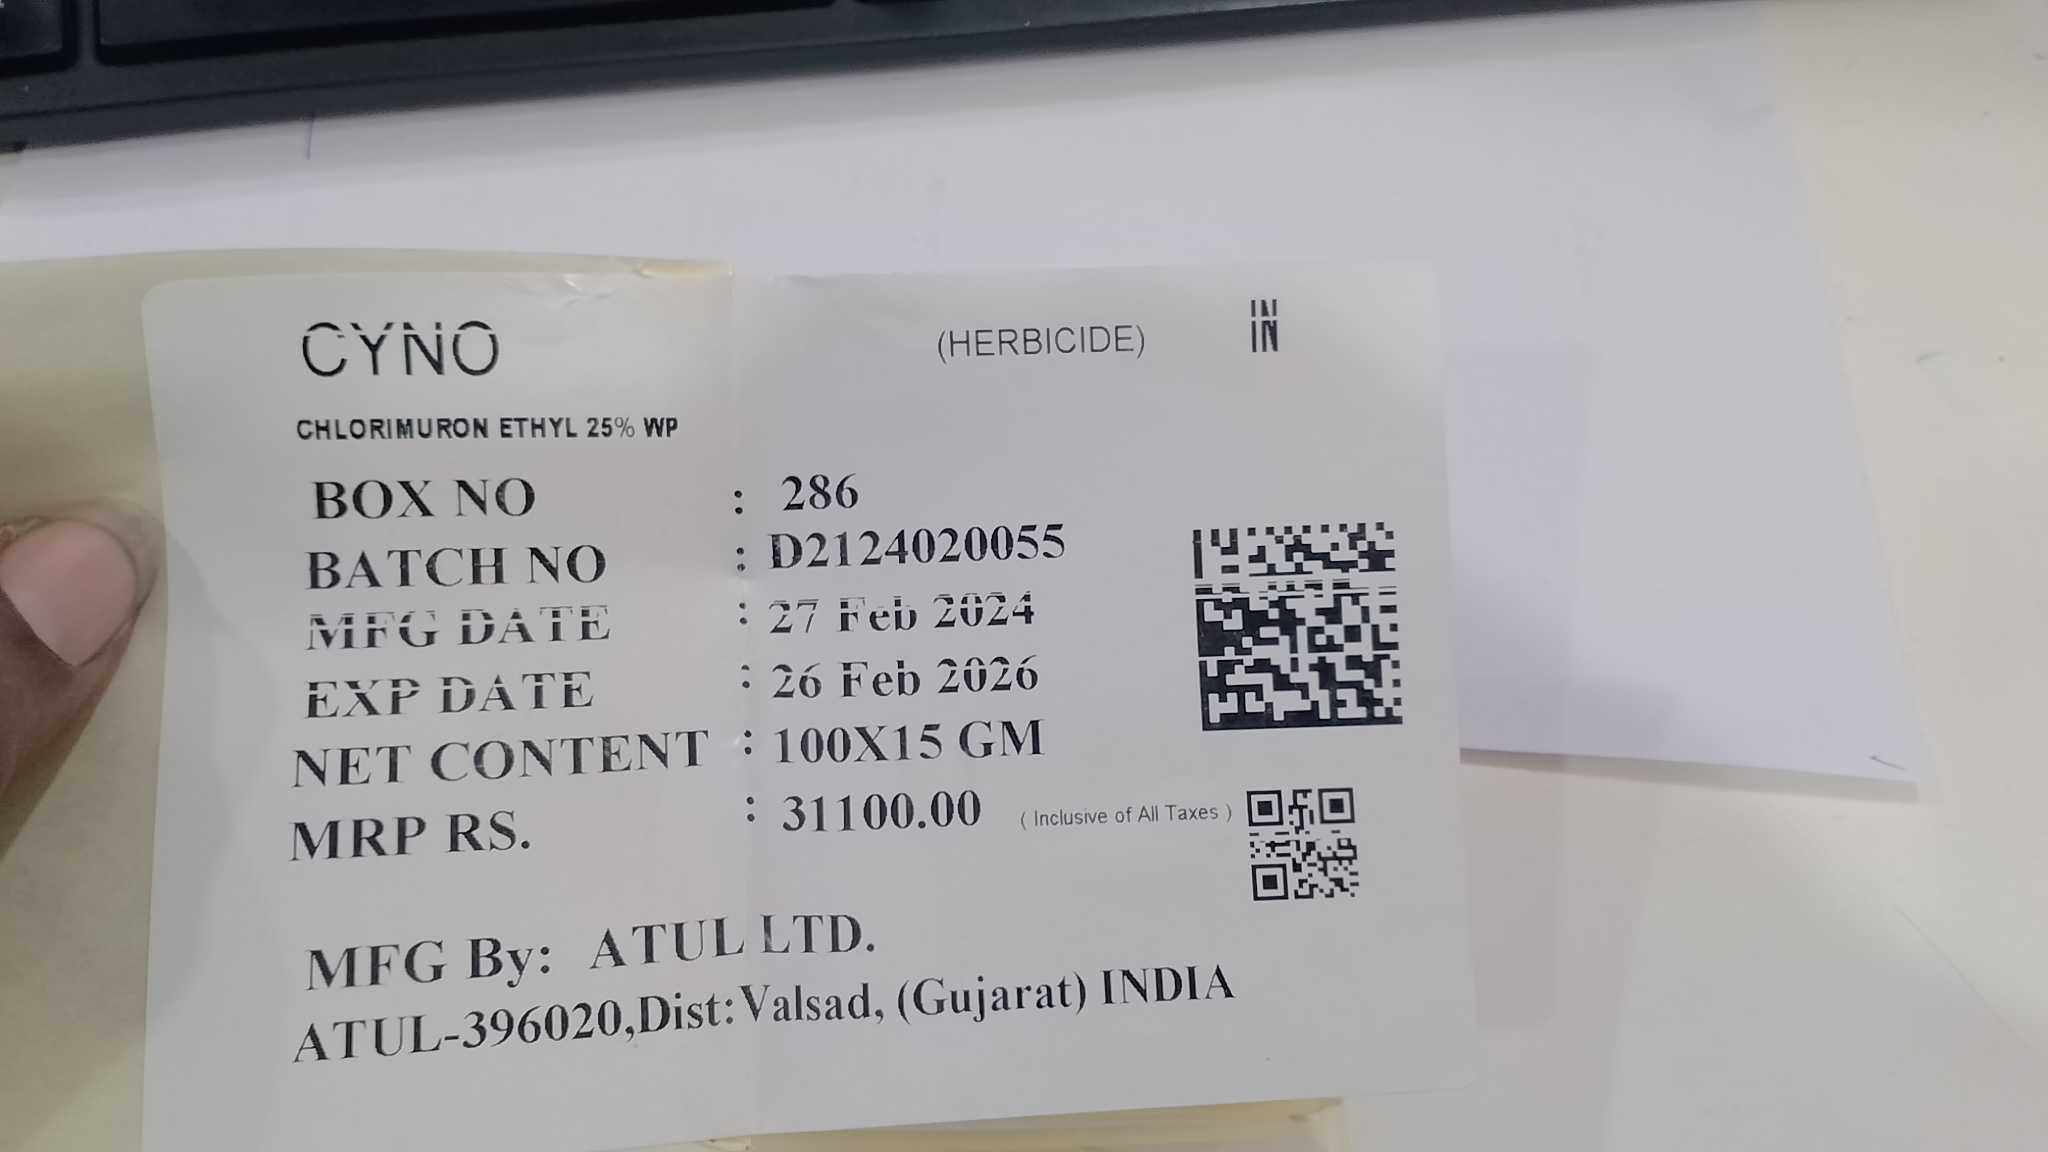 CYNO (HERBICIDE) IN
CHLORIMURON ETHYL 25% WP
BOX NO : 286
BATCH NO : D2124020055
MFG DATE : 27 Feb 2024
EXP DATE : 26 Feb 2026
NET CONTENT : 100X15 GM
MRP RS. : 31100.00 ( Inclusive of All Taxes )
MFG By: ATUL LTD.
ATUL-396020,Dist:Valsad, (Gujarat) INDIA